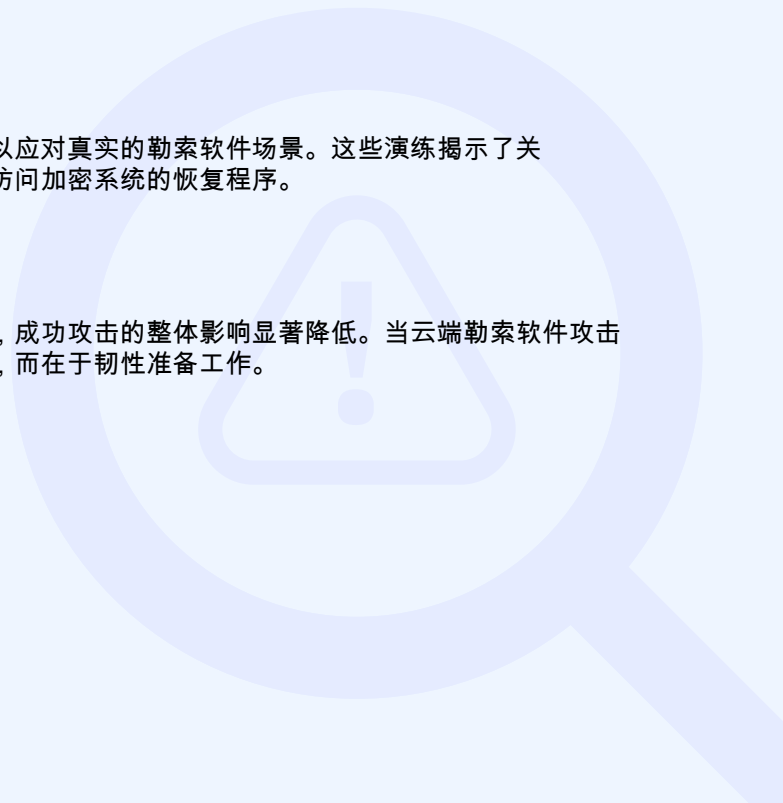 以应对真实的勒索软件场景。这些演练揭示了关
访问加密系统的恢复程序。
，成功攻击的整体影响显著降低。当云端勒索软件攻击
，而在于韧性准备工作。